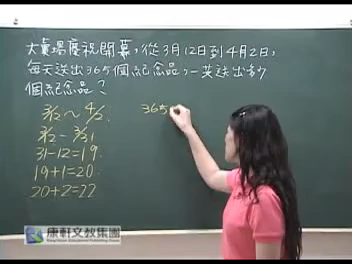 大賣場慶祝開幕，從3月12日到4月2日，
每天送出365個紀念品，一共送出多少
個紀念品？
3/12～4/2
3/12－3/31
31-12=19
19+1=20
20+2=22
365
康軒文教集團